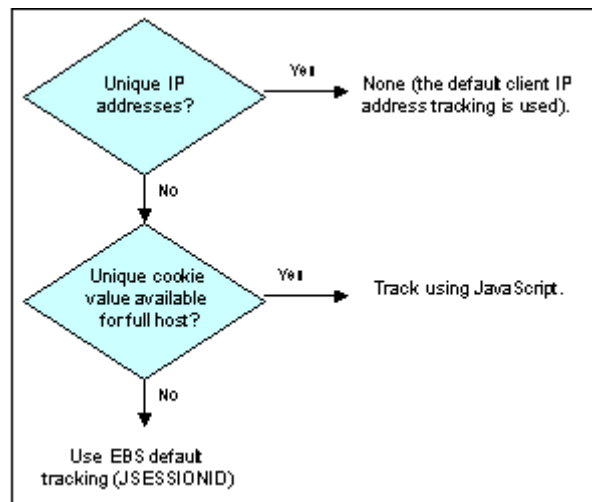 Unique IP
addresses?
Yes
None (the default client IP
address tracking is used).
No
Unique cookie
value available
for full host?
Yes
Track using JavaScript.
No
Use EBS default
tracking (JSESSIONID)